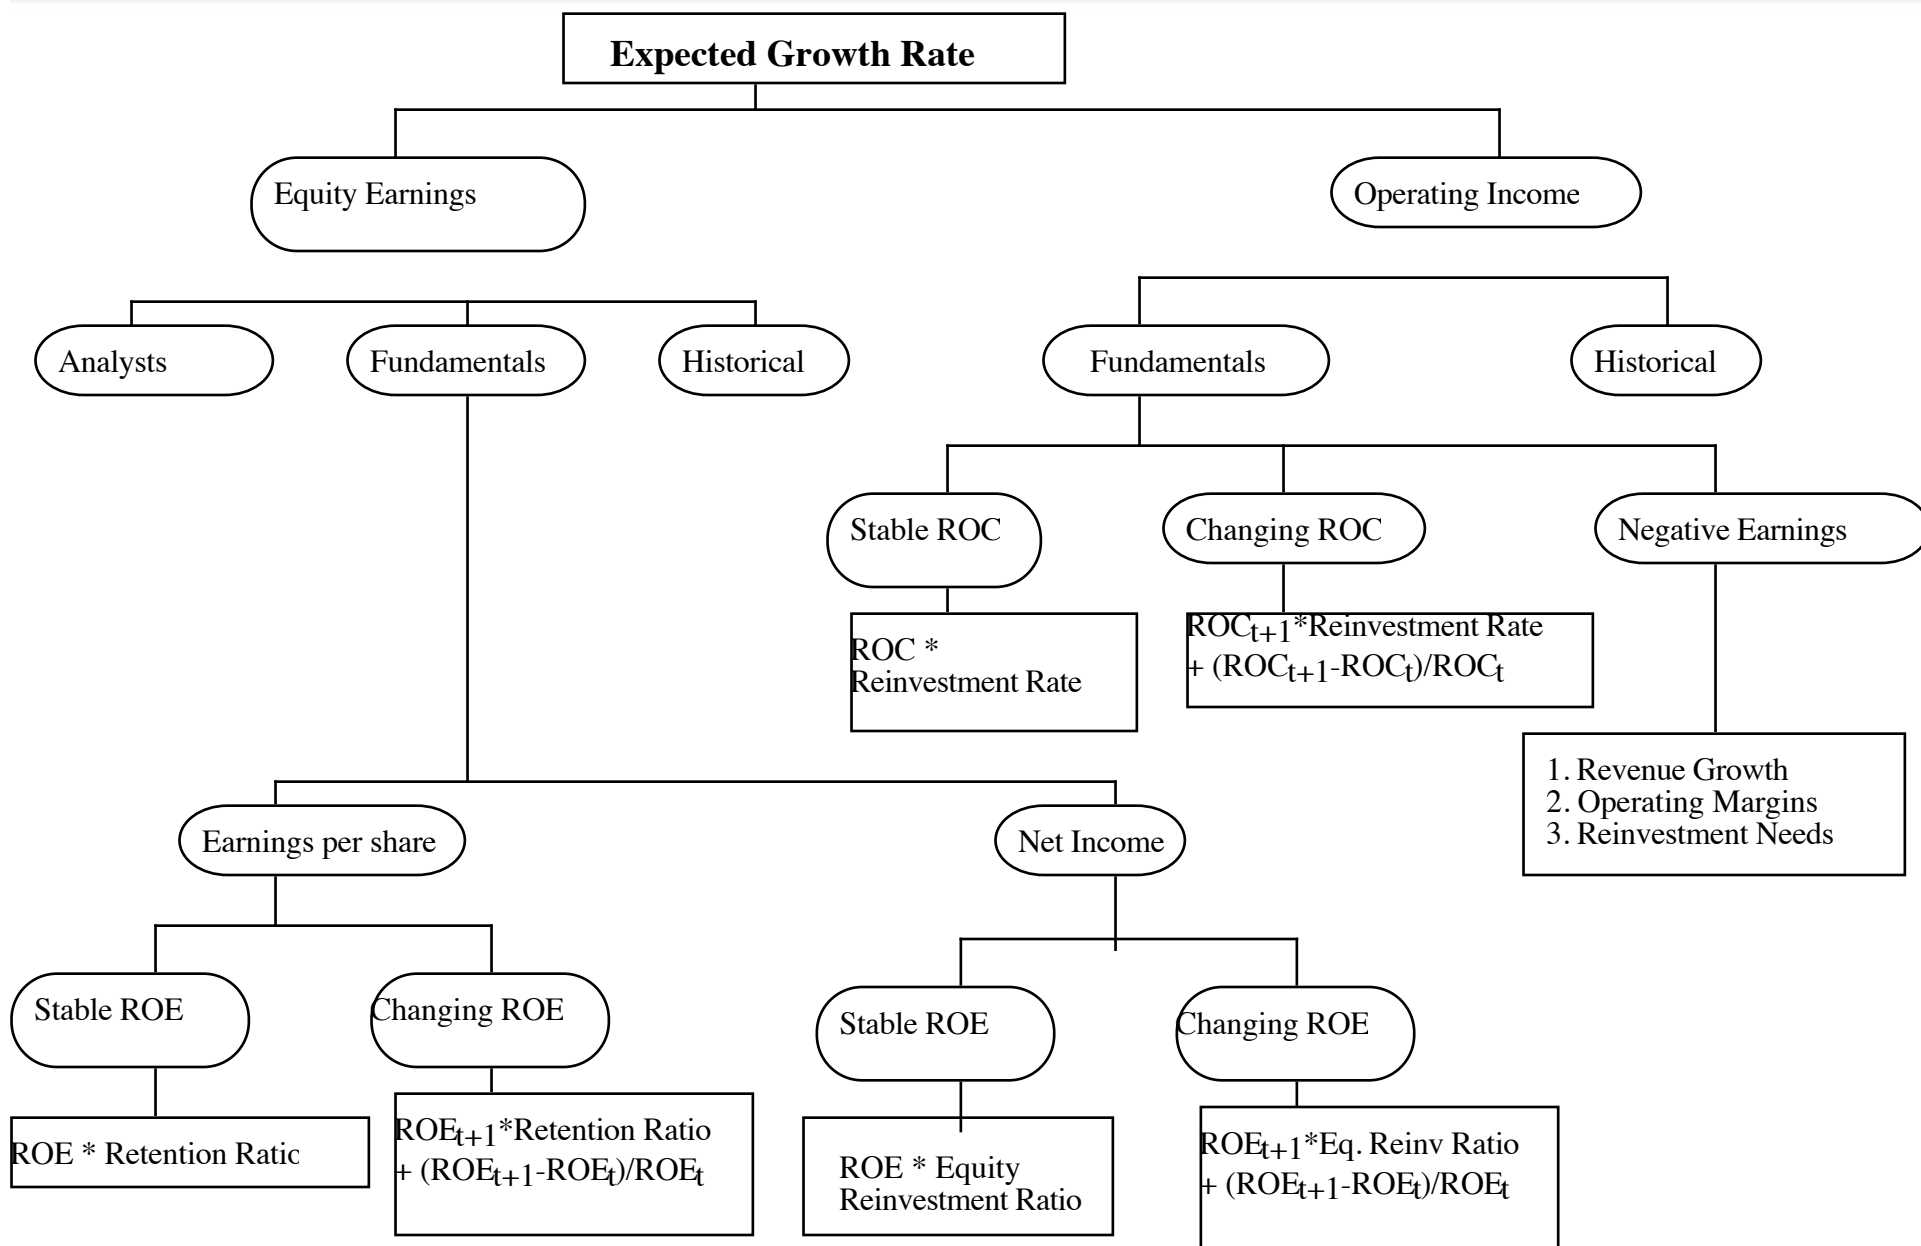 Expected Growth Rate
Equity Earnings
Operating Income
Analysts
Fundamentals
Historical
Fundamentals
Historical
Stable ROC
Changing ROC
Negative Earnings
ROC *
Reinvestment Rate
ROCt+1*Reinvestment Rate
+ (ROCt+1-ROCt)/ROCt
1. Revenue Growth
2. Operating Margins
3. Reinvestment Needs
Earnings per share
Net Income
Stable ROE
Changing ROE
Stable ROE
Changing ROE
ROE * Retention Ratio
ROEt+1*Retention Ratio
+ (ROEt+1-ROEt)/ROEt
ROE * Equity
Reinvestment Ratio
ROEt+1*Eq. Reinv Ratio
+ (ROEt+1-ROEt)/ROEt